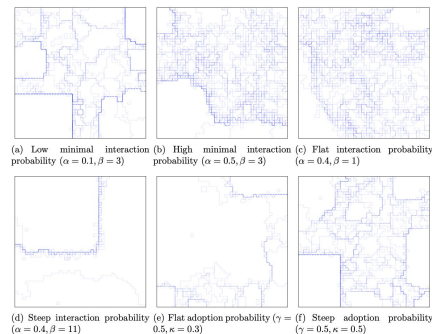 (a) Low minimal interaction
probability (α = 0.1, β = 3)
(b) High minimal interaction
probability (α = 0.5, β = 3)
(c) Flat interaction probability
(α = 0.4, β = 1)
(d) Steep interaction probability
(α = 0.4, β = 11)
(e) Flat adoption probability (γ =
0.5, κ = 0.3)
(f) Steep adoption probability
(γ = 0.5, κ = 0.5)